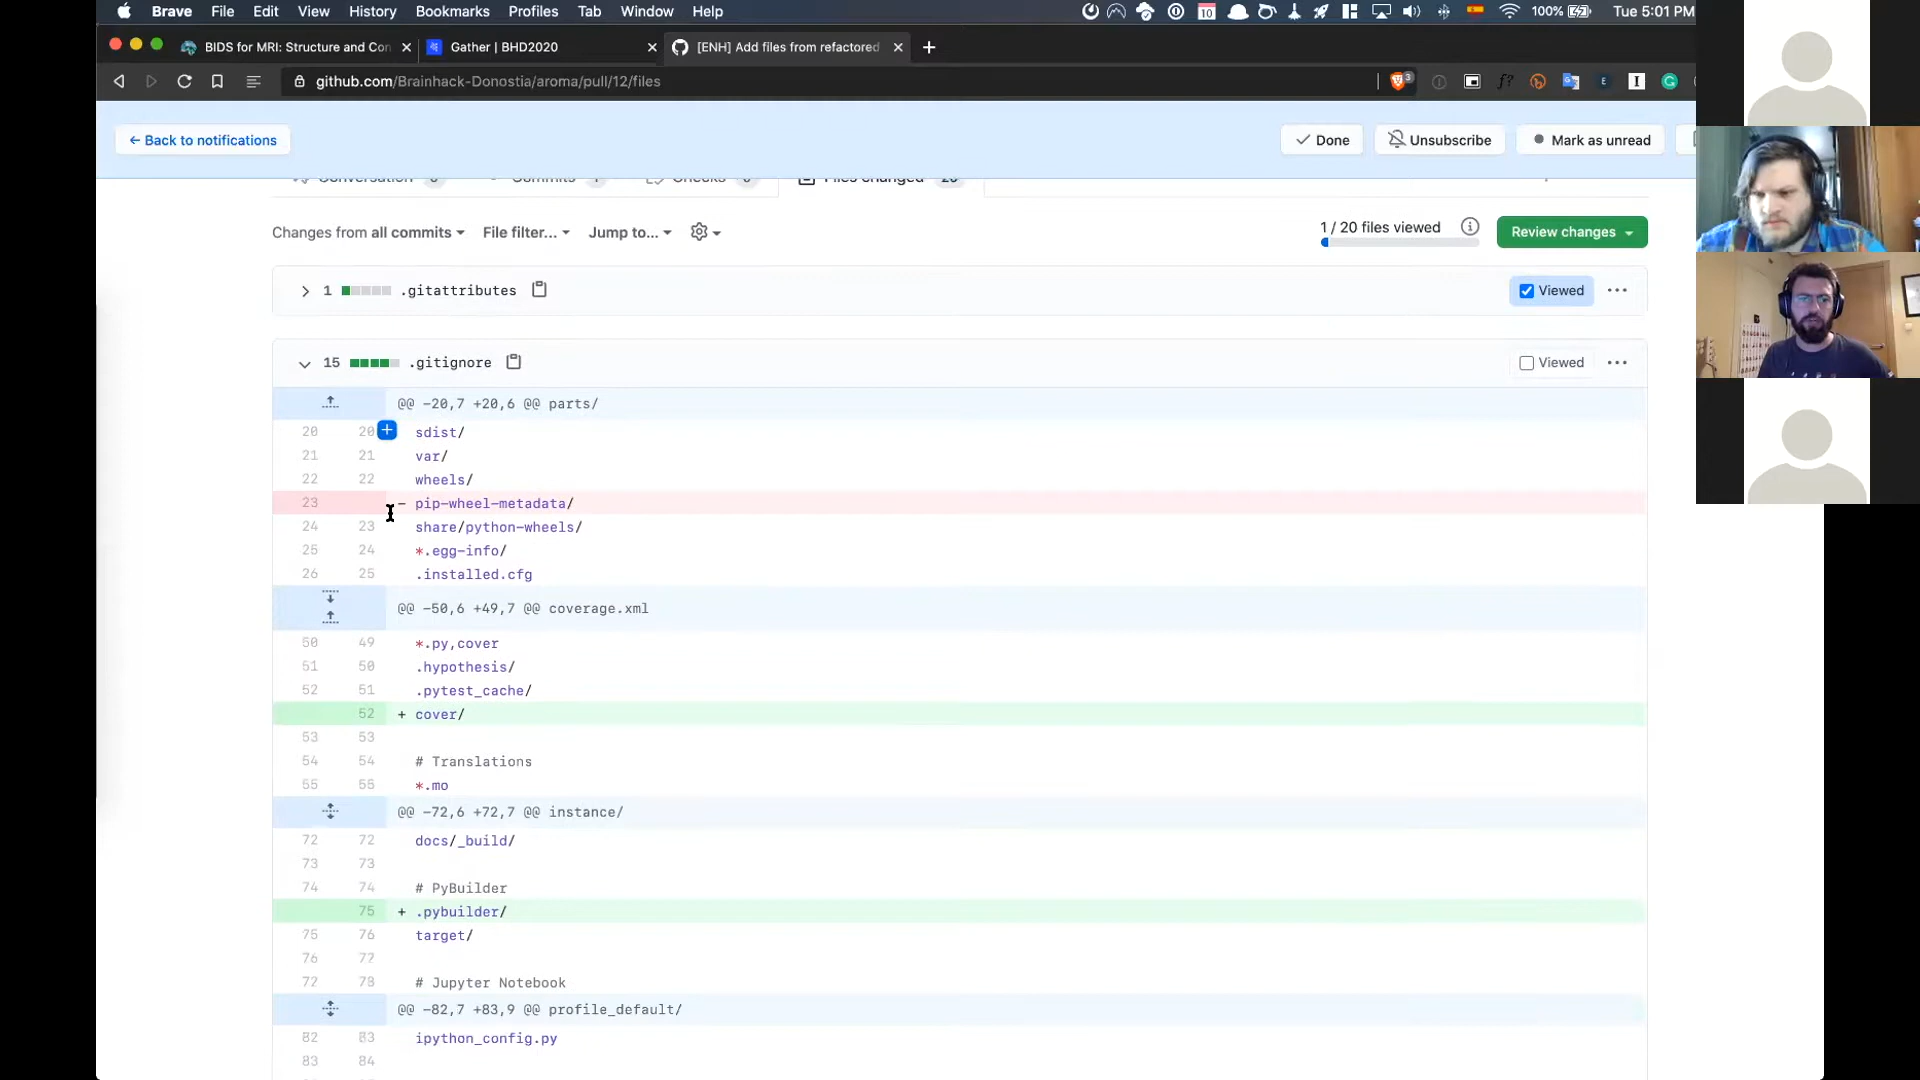 Brave File Edit View History Bookmarks Profiles Tab Window Help 10 100% Tue 5:01 PM
BIDS for MRI: Structure and Con Gather | BHD2020 [ENH] Add files from refactored
github.com/Brainhack-Donostia/aroma/pull/12/files 3
← Back to notifications Done Unsubscribe Mark as unread
Conversation Commits Checks Files changed 20
Changes from all commits File filter... Jump to... 1 / 20 files viewed Review changes
1 .gitattributes Viewed ...
15 .gitignore Viewed ...
@@ -20,7 +20,6 @@ parts/
20 20 + sdist/
21 21 var/
22 22 wheels/
23 - pip-wheel-metadata/
24 23 share/python-wheels/
25 24 *.egg-info/
26 25 .installed.cfg
@@ -50,6 +49,7 @@ coverage.xml
50 49 *.py,cover
51 50 .hypothesis/
52 51 .pytest_cache/
52 + cover/
53 53
54 54 # Translations
55 55 *.mo
@@ -72,6 +72,7 @@ instance/
72 72 docs/_build/
73 73
74 74 # PyBuilder
75 + .pybuilder/
75 76 target/
76 77
# Jupyter Notebook
@@ -82,7 +83,9 @@ profile_default/
82 83 ipython_config.py
83 84